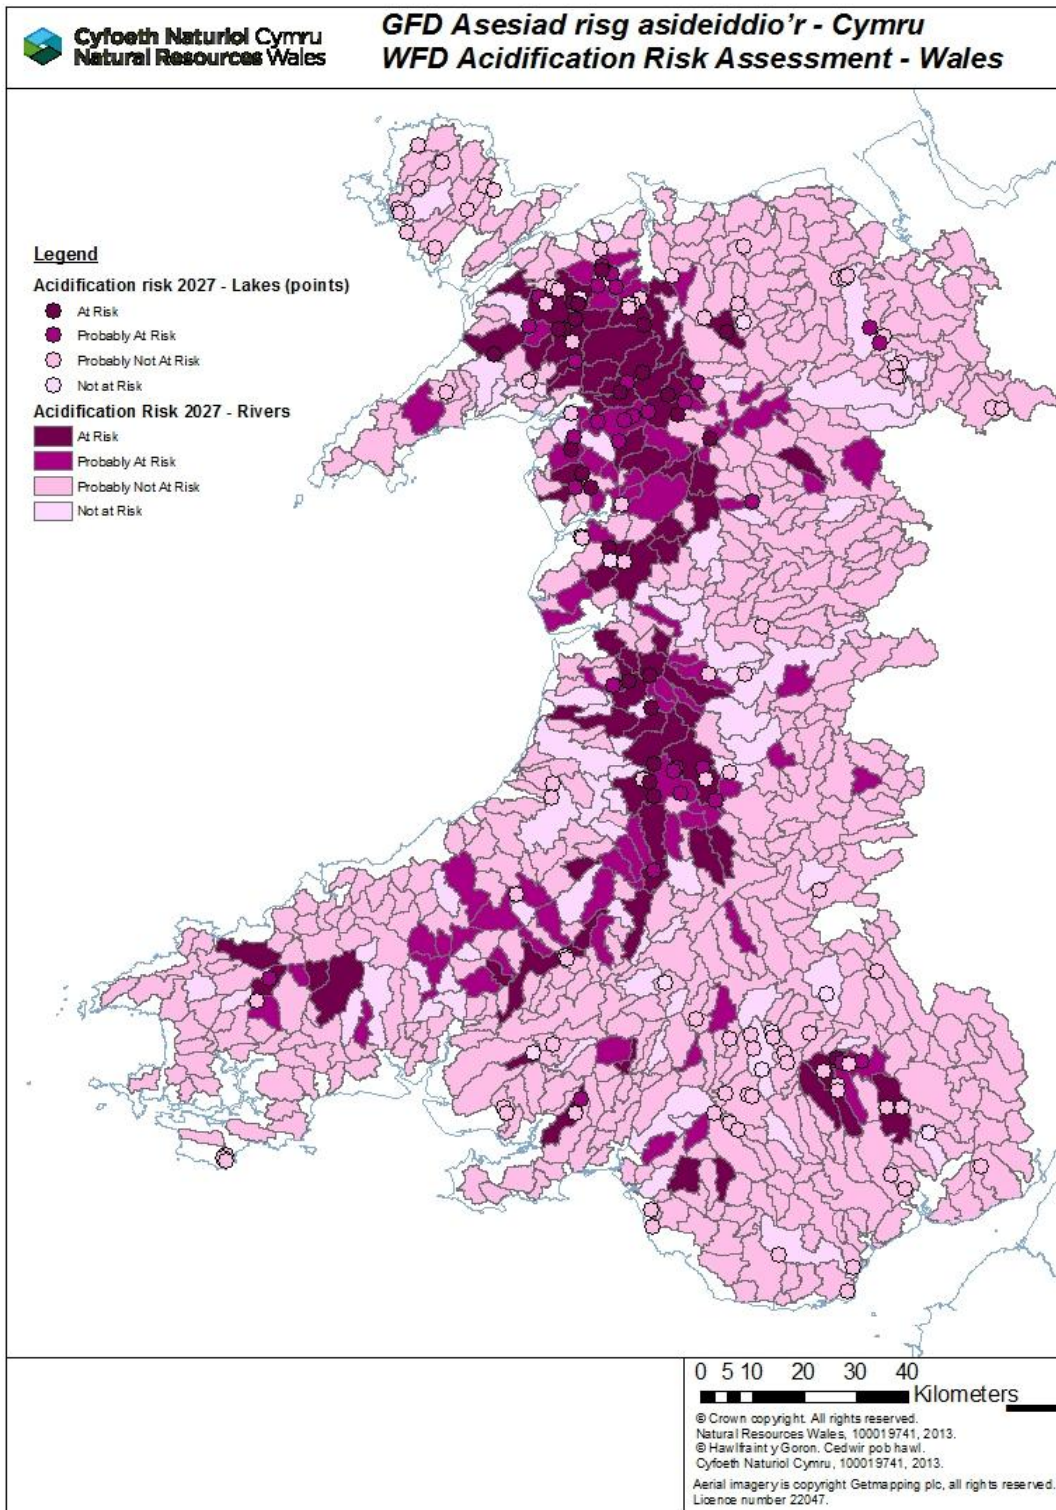 Cyfoeth Naturiol Cymru
Natural Resources Wales
GFD Asesiad risg asideiddio'r - Cymru
WFD Acidification Risk Assessment - Wales
Legend
Acidification risk 2027 - Lakes (points)
At Risk
Probably At Risk
Probably Not At Risk
Not at Risk
Acidification Risk 2027 - Rivers
At Risk
Probably At Risk
Probably Not At Risk
Not at Risk
0 5 10 20 30 40
Kilometers
© Crown copyright. All rights reserved.
Natural Resources Wales, 100019741, 2013.
© Hawlfraint y Goron. Cedwir pob hawl.
Cyfoeth Naturiol Cymru, 100019741, 2013.
Aerial imagery is copyright Getmapping plc, all rights reserved.
Licence number 22047.